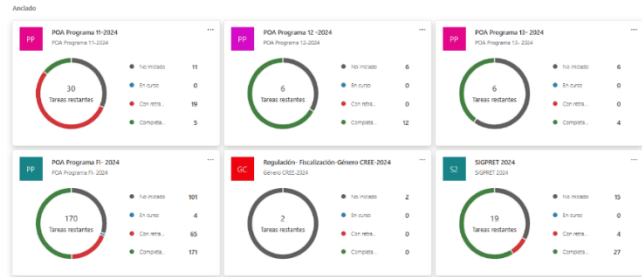 Anclado
PP
POA Programa 11-2024
POA Programa 11-2024
30
Tareas restantes
No iniciado 11
En curso 0
Con retra... 19
Completa... 5
PP
POA Programa 12 -2024
POA Programa 12-2024
6
Tareas restantes
No iniciado 6
En curso 0
Con retra... 0
Completa... 12
PP
POA Programa 13- 2024
POA Programa 13- 2024
6
Tareas restantes
No iniciado 6
En curso 0
Con retra... 0
Completa... 4
PP
POA Programa FI- 2024
POA Programa FI- 2024
170
Tareas restantes
No iniciado 101
En curso 4
Con retra... 65
Completa... 171
GC
Regulación- Fiscalización-Género CREE-2024
Género CREE-2024
2
Tareas restantes
No iniciado 2
En curso 0
Con retra... 0
Completa... 0
S2
SIGPRET 2024
SIGPRET 2024
19
Tareas restantes
No iniciado 15
En curso 0
Con retra... 4
Completa... 27